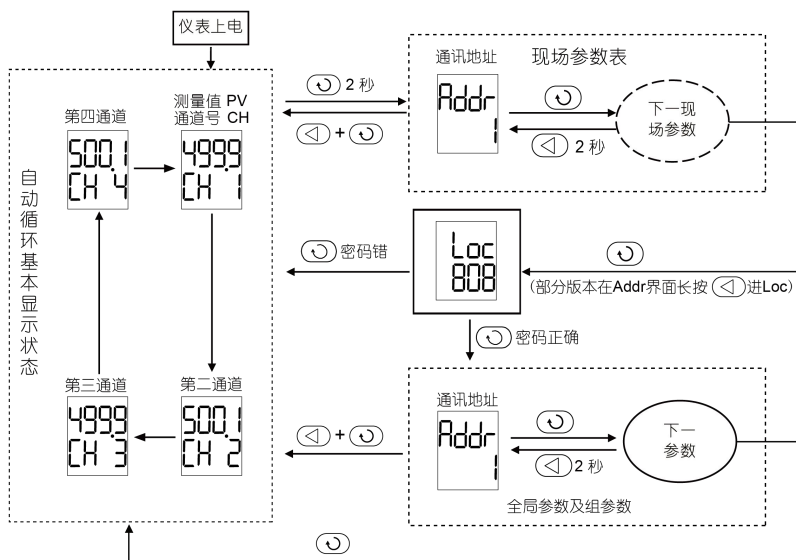 仪表上电
通讯地址
现场参数表
Addr
1
2 秒
+
2 秒
下一现
场参数
第四通道
500.1
CH 4
测量值 PV
通道号 CH
499.9
CH 1
自动循环基本显示状态
Loc
808
密码错
(部分版本在Addr界面长按进Loc)
密码正确
第三通道
499.9
CH 3
第二通道
500.1
CH 2
+
通讯地址
Addr
1
2 秒
下一
参数
全局参数及组参数